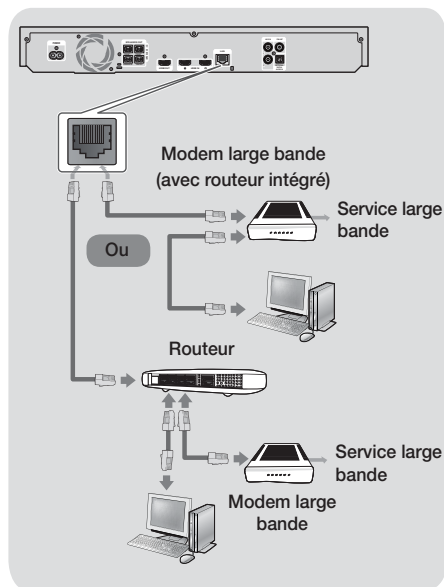 Modem large bande
(avec routeur intégré)
Service large
bande
Ou
Routeur
Service large
bande
Modem large
bande